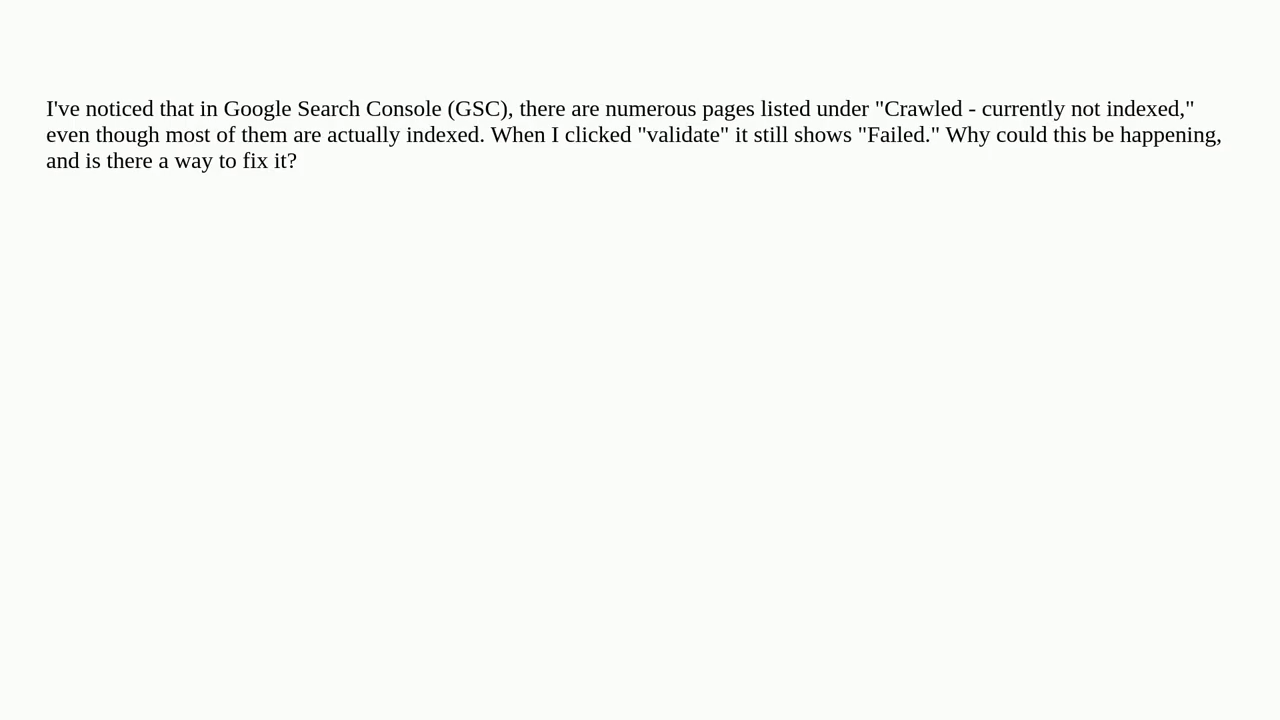 I've noticed that in Google Search Console (GSC), there are numerous pages listed under "Crawled - currently not indexed,"
even though most of them are actually indexed. When I clicked "validate" it still shows "Failed." Why could this be happening,
and is there a way to fix it?